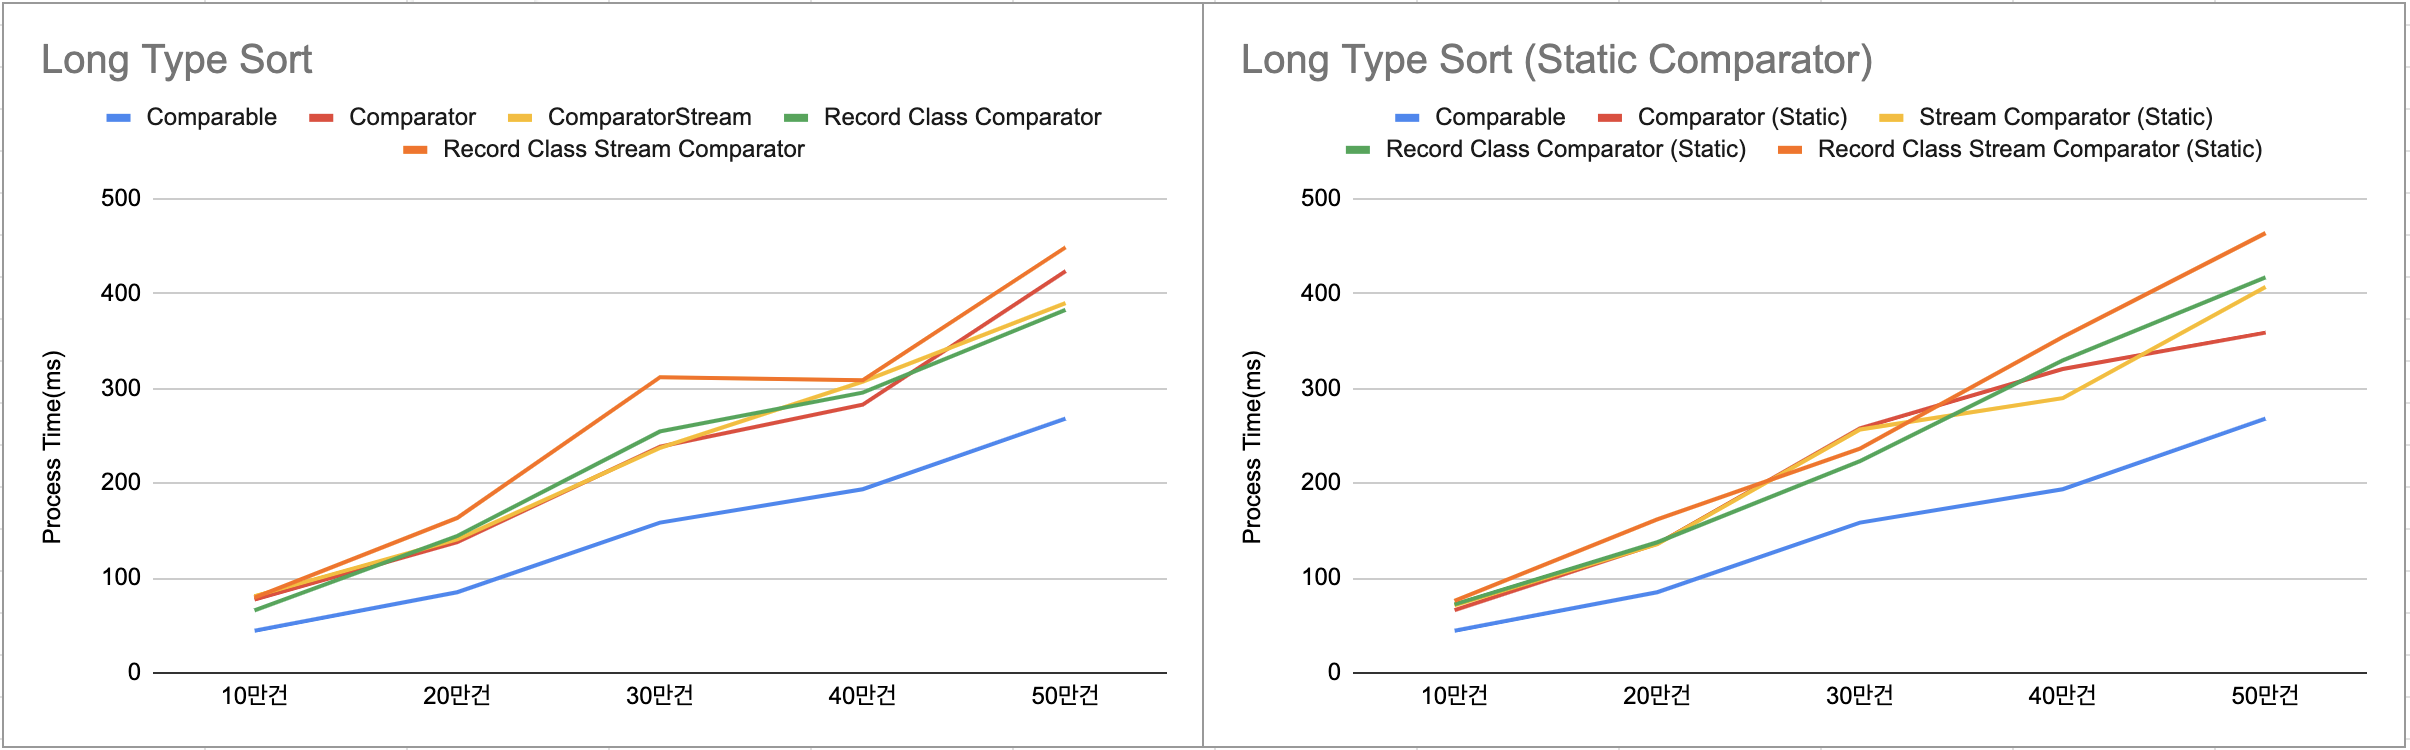 Long Type Sort
Comparable Comparator ComparatorStream Record Class Comparator
Record Class Stream Comparator
500
400
300
200
100
0
Process Time(ms)
10만건 20만건 30만건 40만건 50만건
Long Type Sort (Static Comparator)
Comparable Comparator (Static) Stream Comparator (Static)
Record Class Comparator (Static) Record Class Stream Comparator (Static)
500
400
300
200
100
0
Process Time(ms)
10만건 20만건 30만건 40만건 50만건